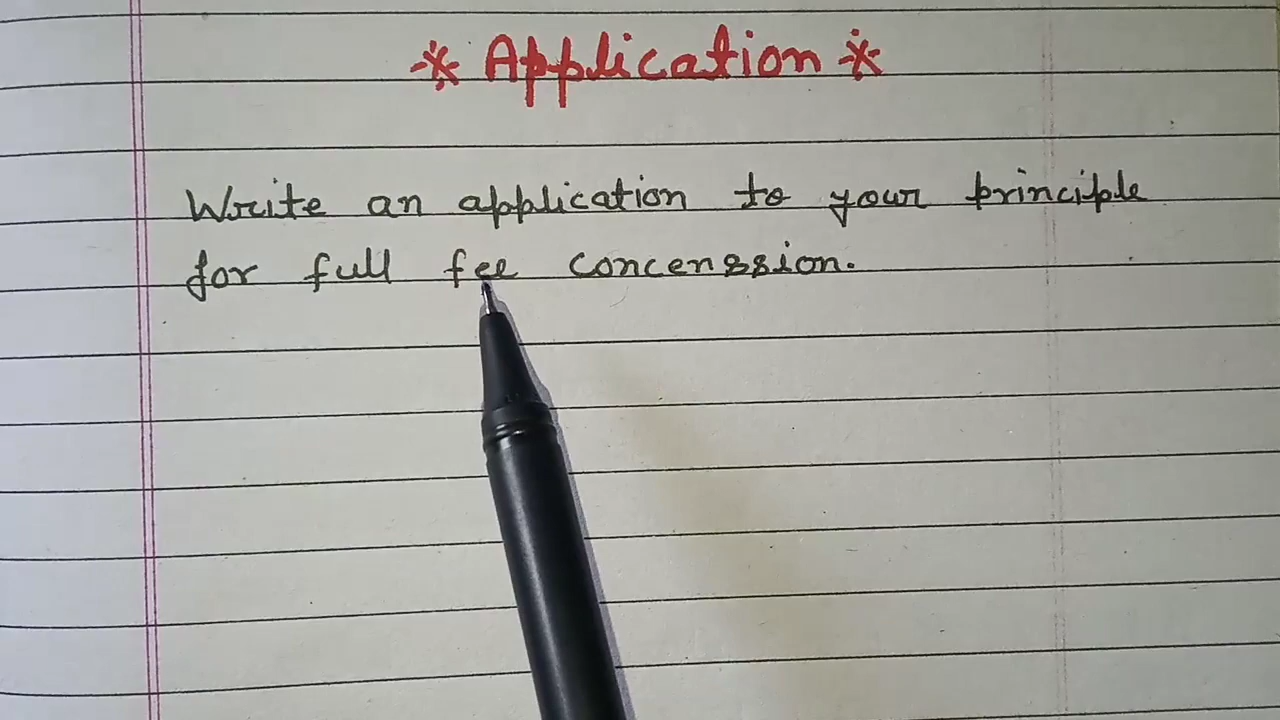 * Application *
Write an application to your principle
for full fee concenssion.